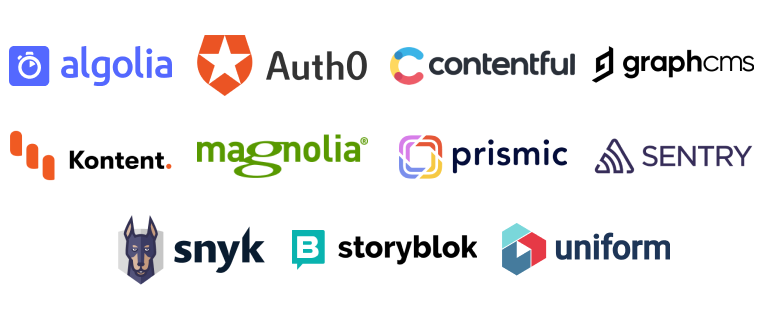 algolia Auth0 contentful graphcms
Kontent. magnolia® prismic SENTRY
snyk B storyblok uniform